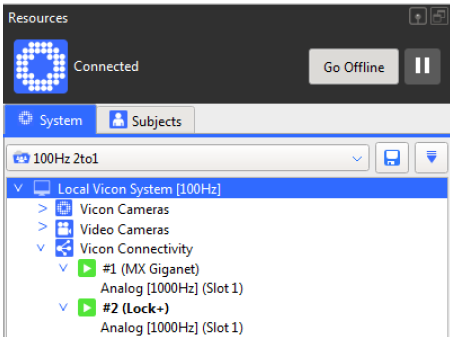 Resources
Connected
Go Offline
System
Subjects
100Hz 2to1
Local Vicon System [100Hz]
Vicon Cameras
Video Cameras
Vicon Connectivity
#1 (MX Giganet)
Analog [1000Hz] (Slot 1)
#2 (Lock+)
Analog [1000Hz] (Slot 1)